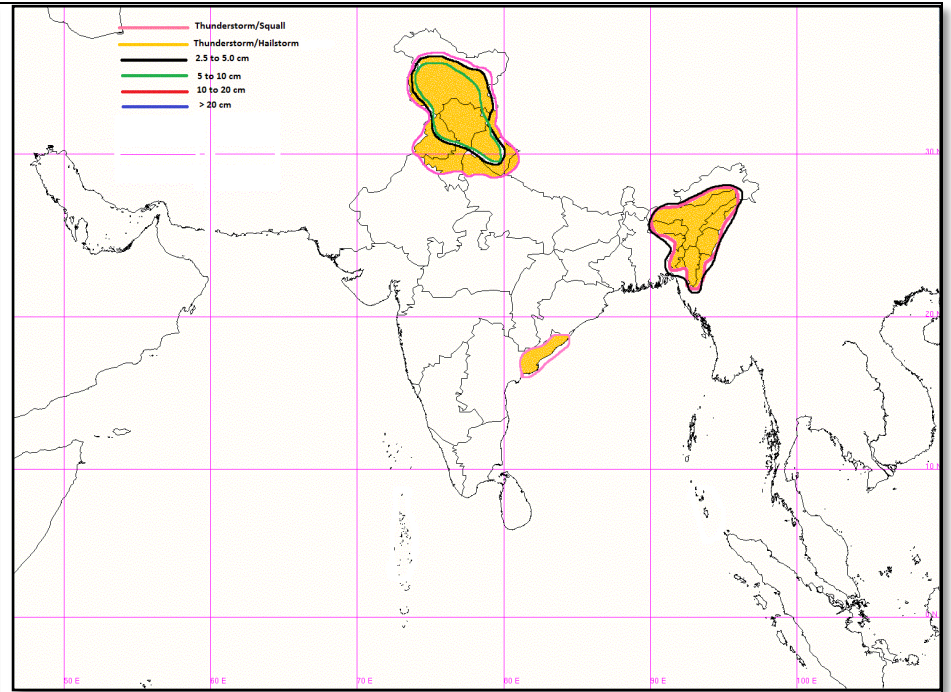 Thunderstorm/Squall
Thunderstorm/Hailstorm
2.5 to 5.0 cm
5 to 10 cm
10 to 20 cm
> 20 cm
30 N
20 N
10 N
0 N
50 E
60 E
70 E
80 E
90 E
100 E